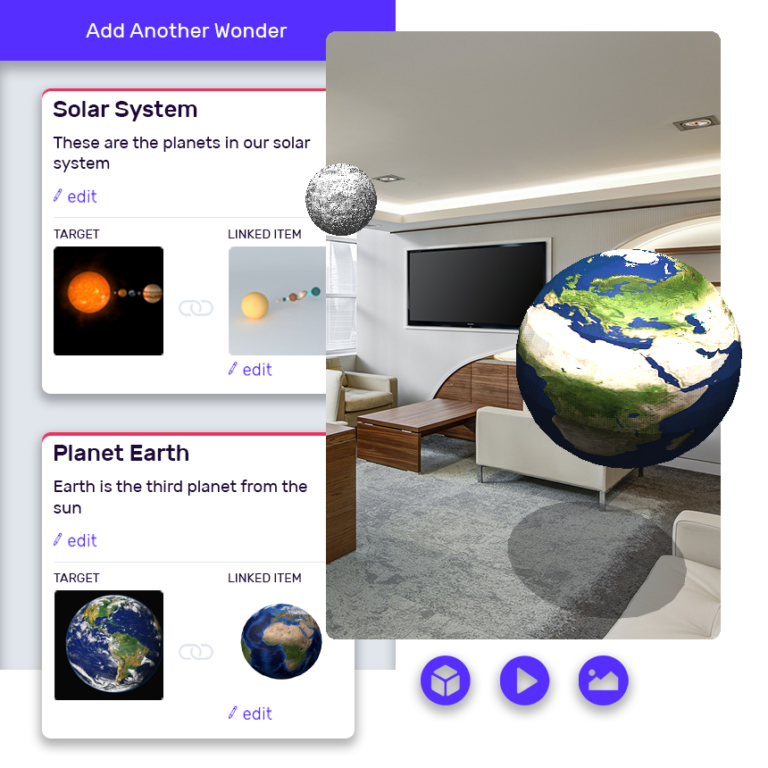 Add Another Wonder
Solar System
These are the planets in our solar
system
edit
TARGET
LINKED ITEM
edit
Planet Earth
Earth is the third planet from the
sun
edit
TARGET
LINKED ITEM
edit